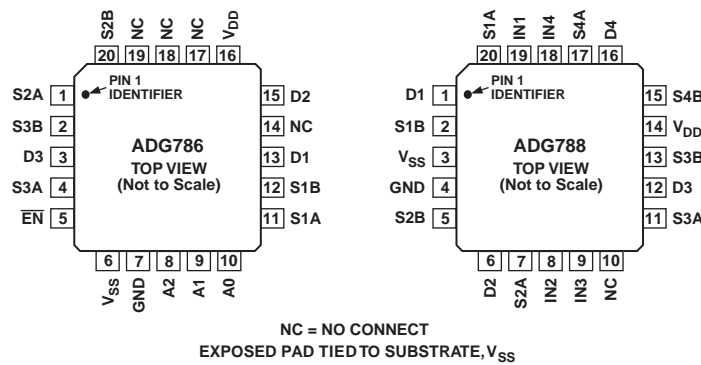 S2B NC NC NC VDD
20 19 18 17 16
PIN 1
IDENTIFIER
S2A 1
S3B 2
D3 3
S3A 4
EN 5
15 D2
14 NC
13 D1
12 S1B
11 S1A
ADG786
TOP VIEW
(Not to Scale)
6 7 8 9 10
VSS GND A2 A1 A0
S1A IN1 IN4 S4A D4
20 19 18 17 16
PIN 1
IDENTIFIER
D1 1
S1B 2
VSS 3
GND 4
S2B 5
15 S4B
14 VDD
13 S3B
12 D3
11 S3A
ADG788
TOP VIEW
(Not to Scale)
6 7 8 9 10
D2 S2A IN2 IN3 NC
NC = NO CONNECT
EXPOSED PAD TIED TO SUBSTRATE, VSS